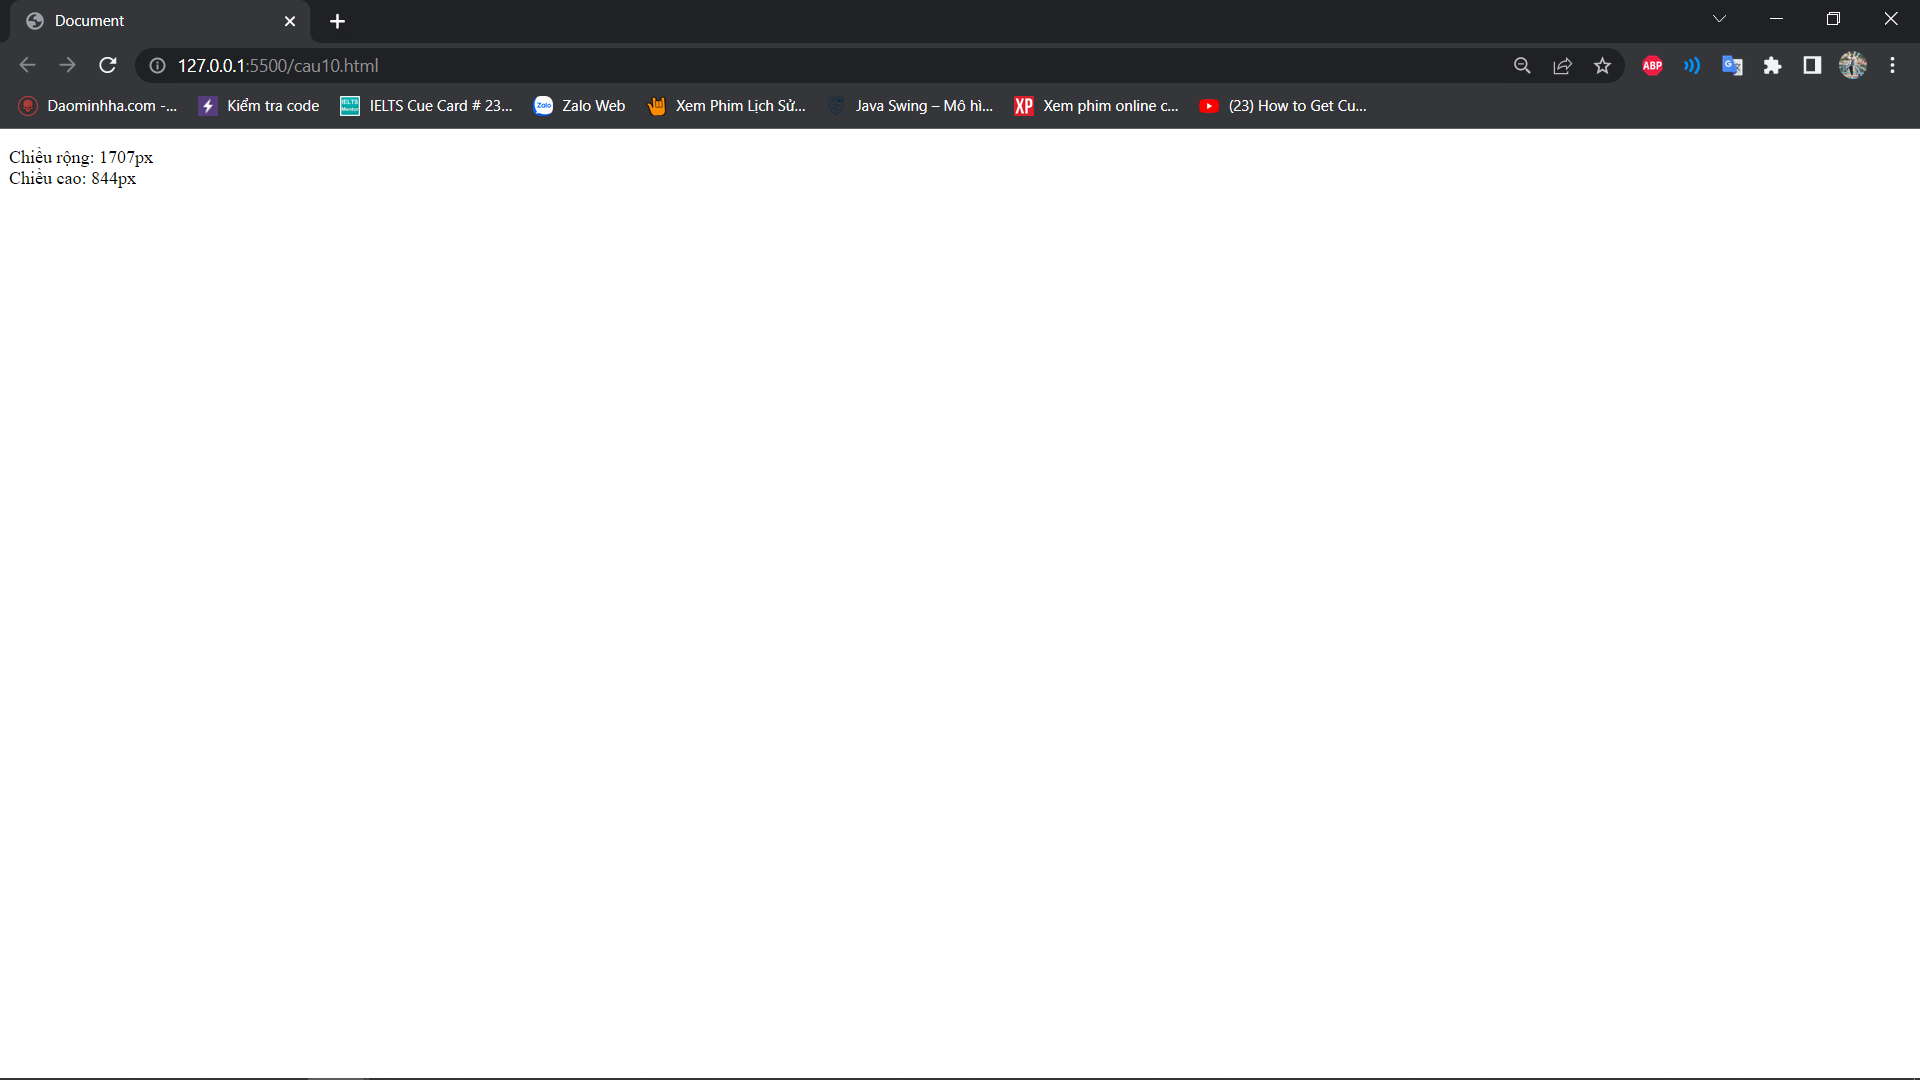 Document
127.0.0.1:5500/cau10.html
ABP
Daominhha.com -...
Kiểm tra code
IELTS Cue Card # 23...
Zalo Web
Xem Phim Lịch Sử...
Java Swing – Mô hì...
XP
Xem phim online c...
(23) How to Get Cu...
Chiều rộng: 1707px
Chiều cao: 844px